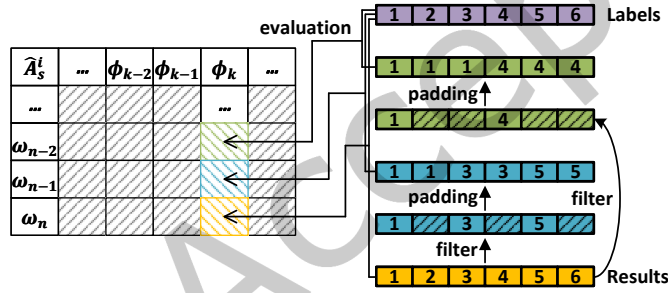 1 2 3 4 5 6 Labels
evaluation
Â_s^i ... ϕ_{k−2} ϕ_{k−1} ϕ_k ...
1 1 1 4 4 4
... ...
padding
1 4
ω_{n−2}
1 1 3 3 5 5
ω_{n−1}
padding filter
ω_n
1 3 5
filter
1 2 3 4 5 6 Results
Accep